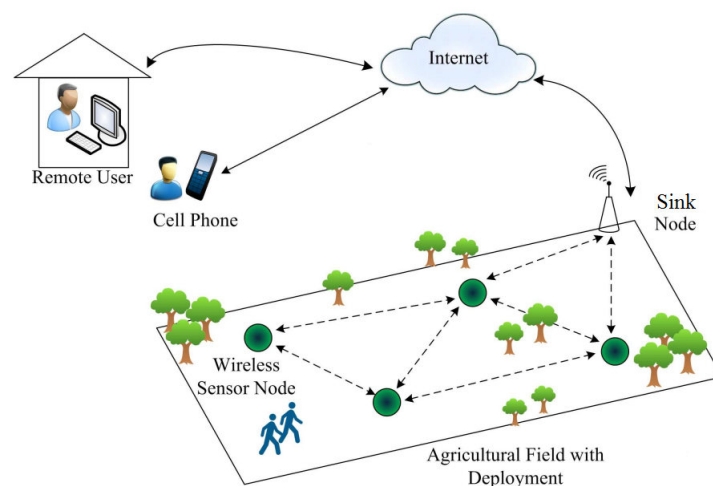 Internet
Remote User
Cell Phone
Sink
Node
Wireless
Sensor Node
Agricultural Field with
Deployment